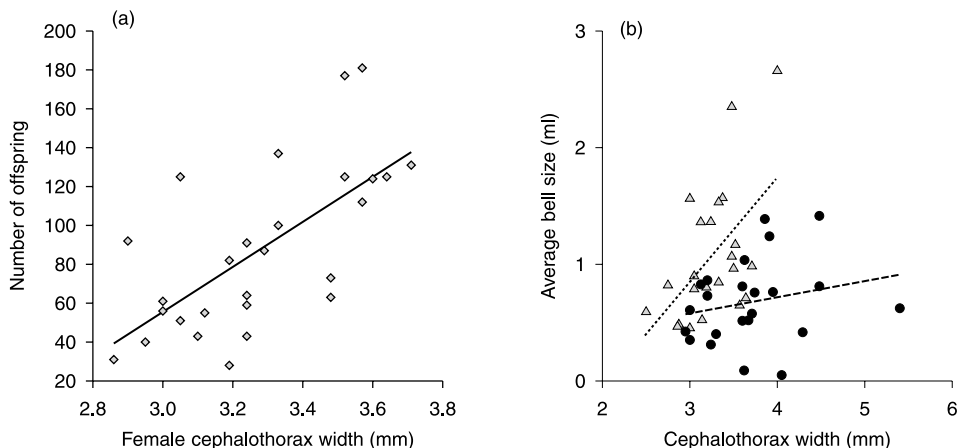 (a)
200
180
160
140
120
100
80
60
40
20
Number of offspring
2.8 3.0 3.2 3.4 3.6 3.8
Female cephalothorax width (mm)
(b)
3
2
1
0
Average bell size (ml)
2 3 4 5 6
Cephalothorax width (mm)